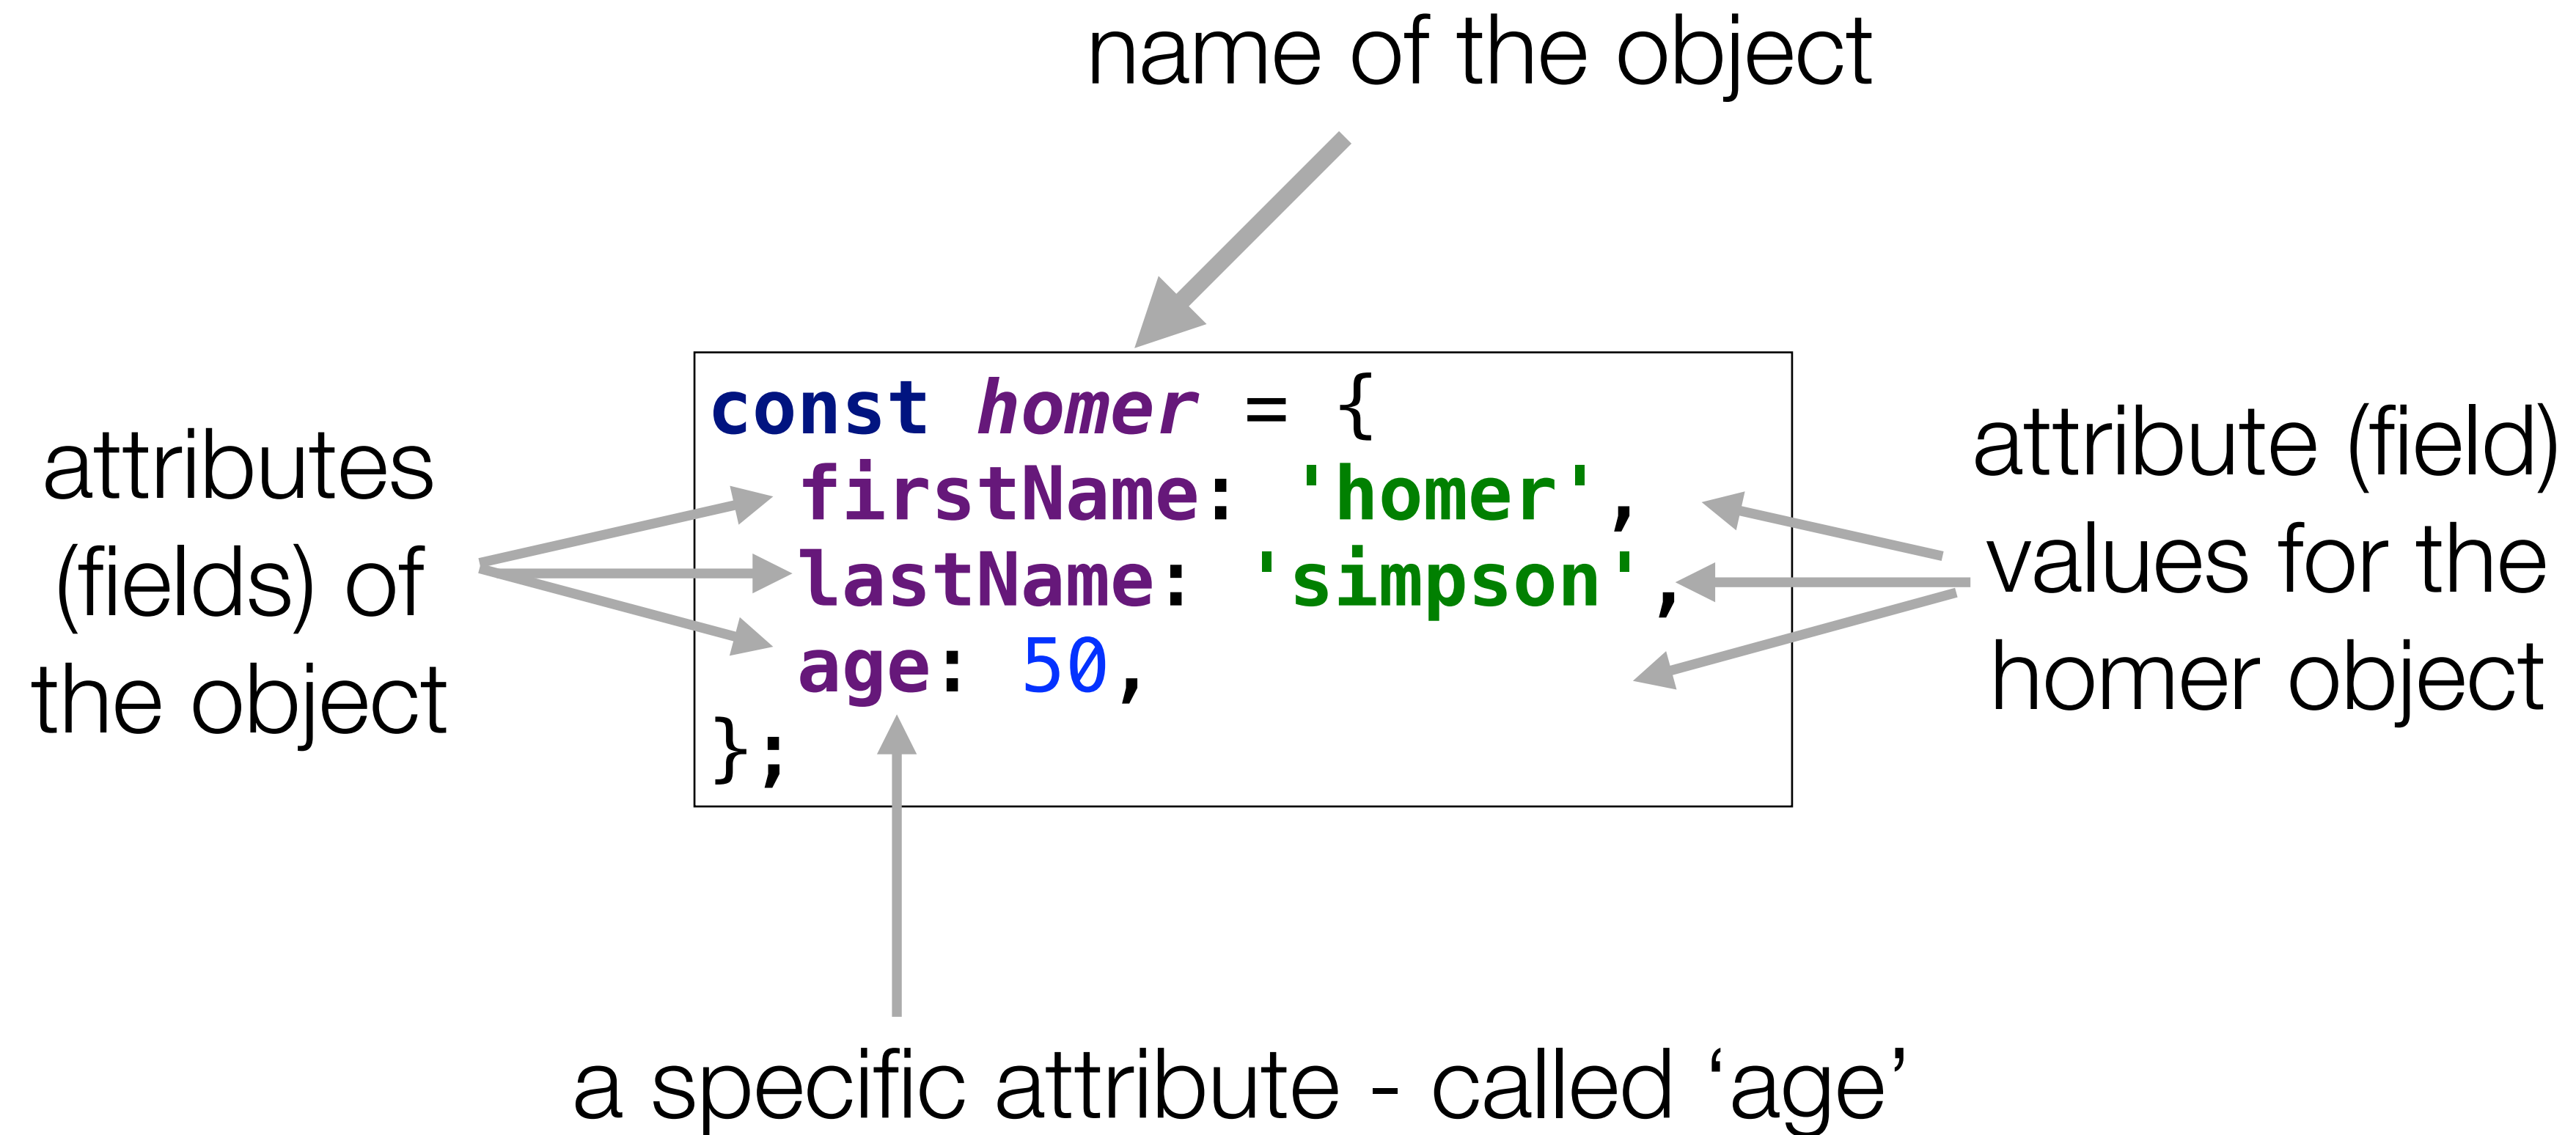 name of the object
attributes
(fields) of
the object
const homer = {
  firstName: 'homer',
  lastName: 'simpson',
  age: 50,
};
attribute (field)
values for the
homer object
a specific attribute - called ‘age’